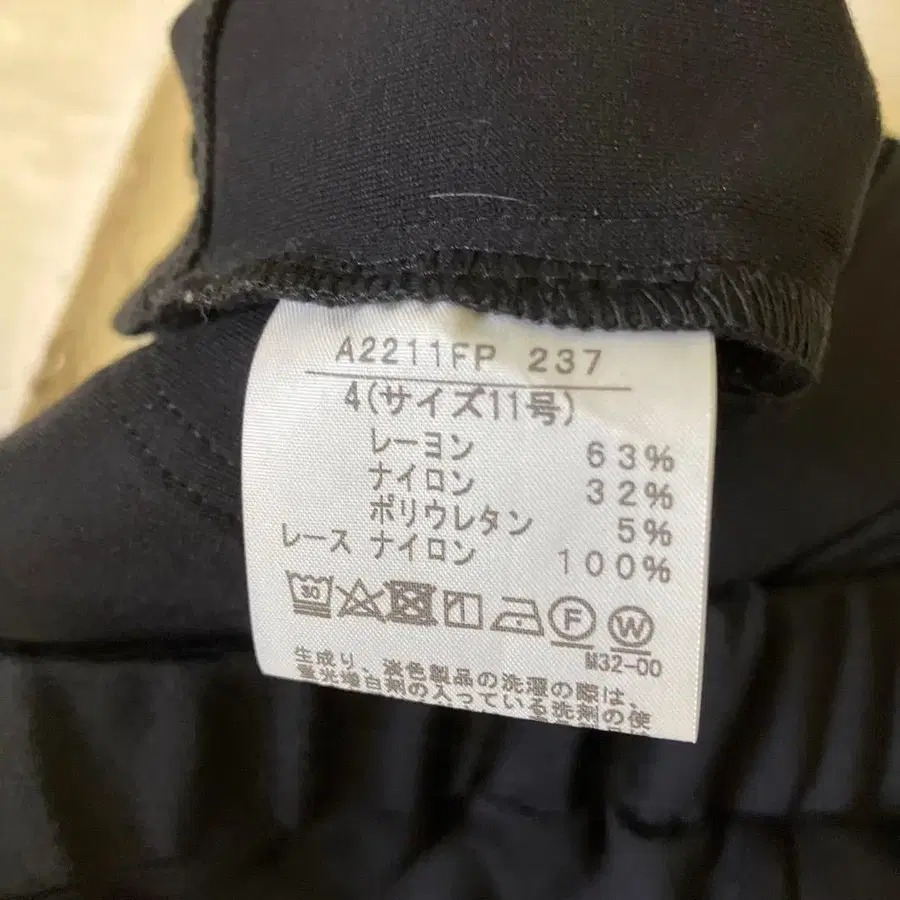 A2211FP 237
4(サイズ11号)
レーヨン 63%
ナイロン 32%
ポリウレタン 5%
レース ナイロン 100%
30
F W
M32-00
生成り、淡色製品の洗濯の際は、
蛍光増白剤の入っている洗剤の使